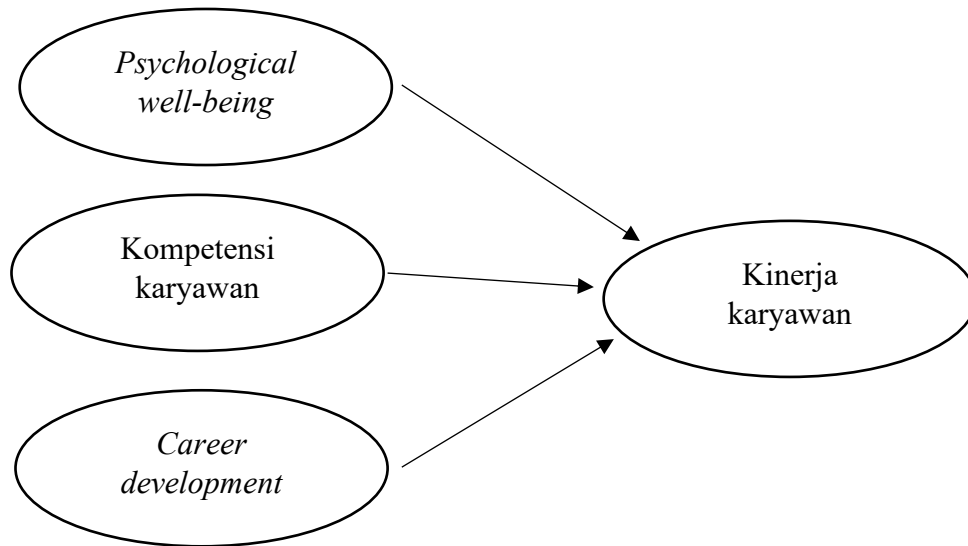 Psychological
well-being
Kompetensi
karyawan
Kinerja
karyawan
Career
development